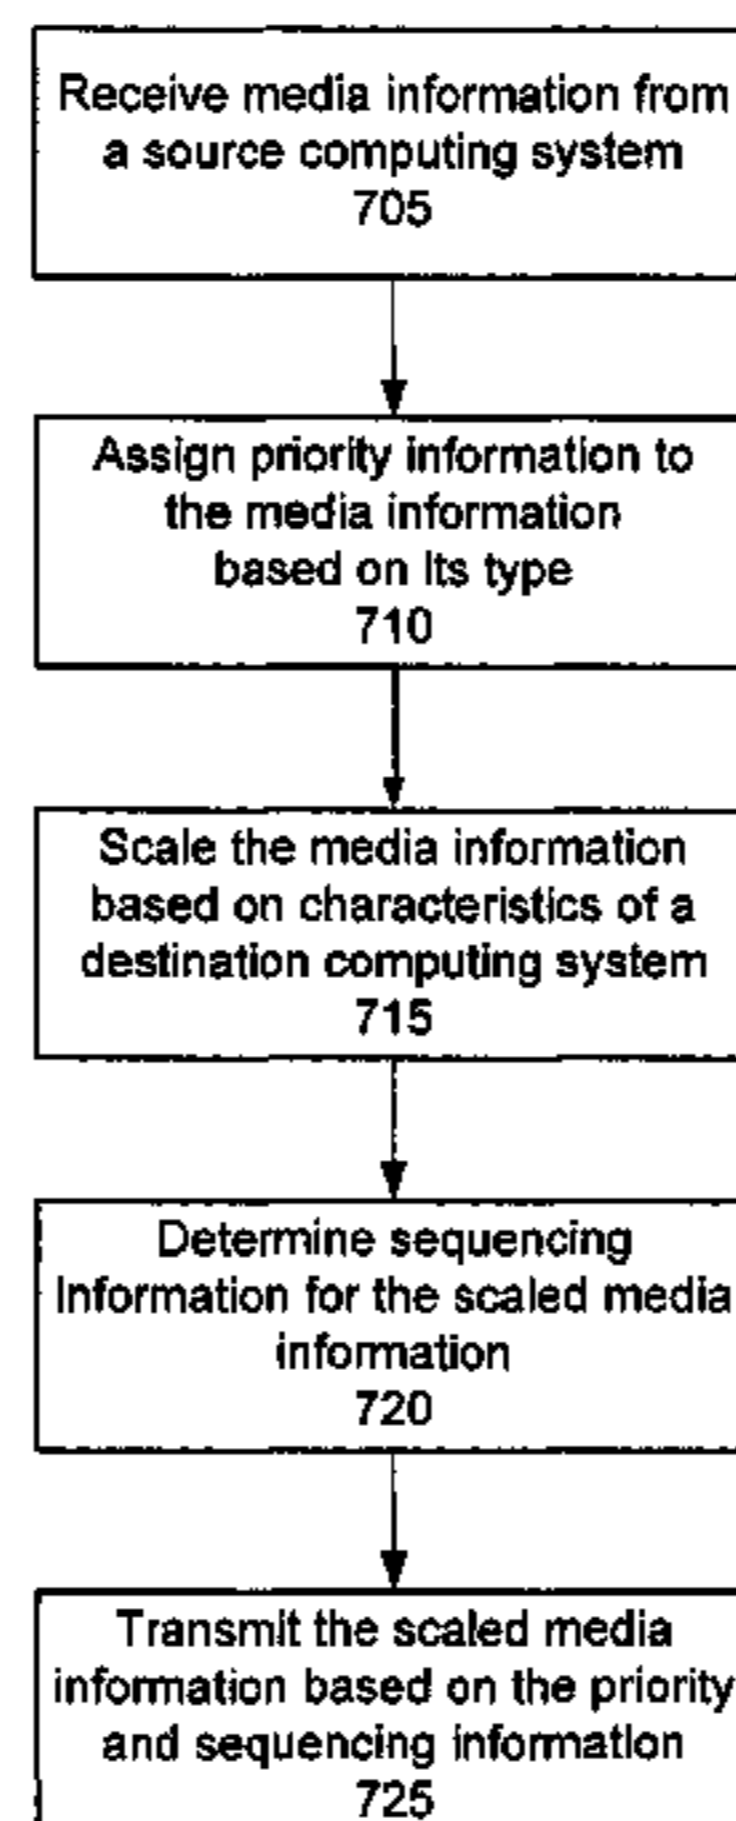 Receive media information from
a source computing system
705
Assign priority information to
the media information
based on Its type
710
Scale the media information
based on characteristics of a
destination computing system
715
Determine sequencing
Information for the scaled media
information
720
Transmit the scaled media
information based on the priority
and sequencing information
725